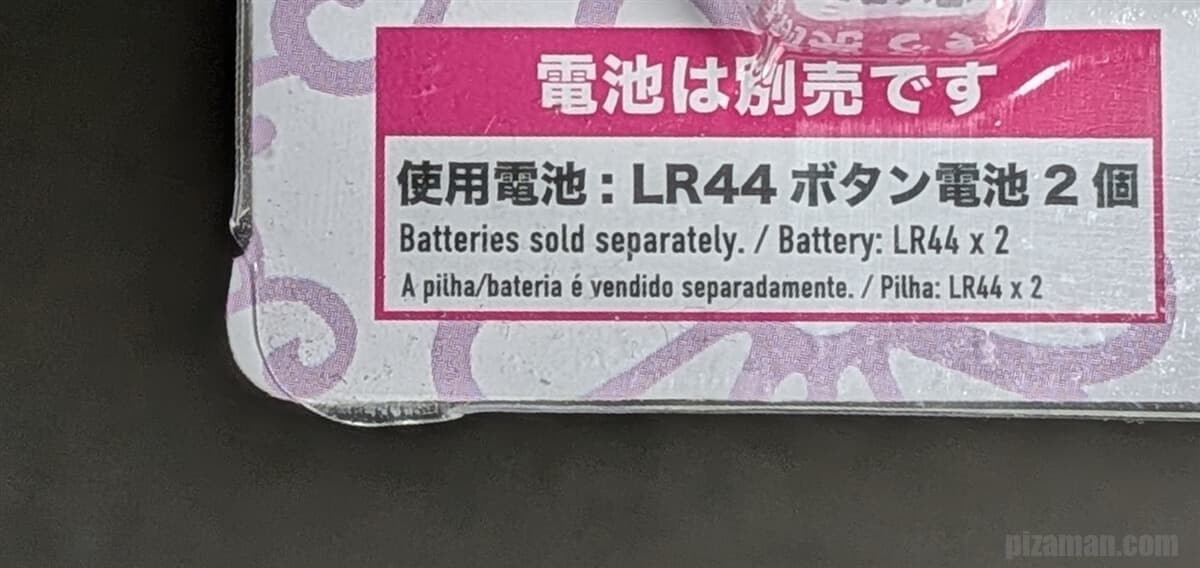 電池は別売です
使用電池：LR44 ボタン電池 2 個
Batteries sold separately. / Battery: LR44 x 2
A pilha/bateria é vendido separadamente. / Pilha: LR44 x 2
pizaman.com